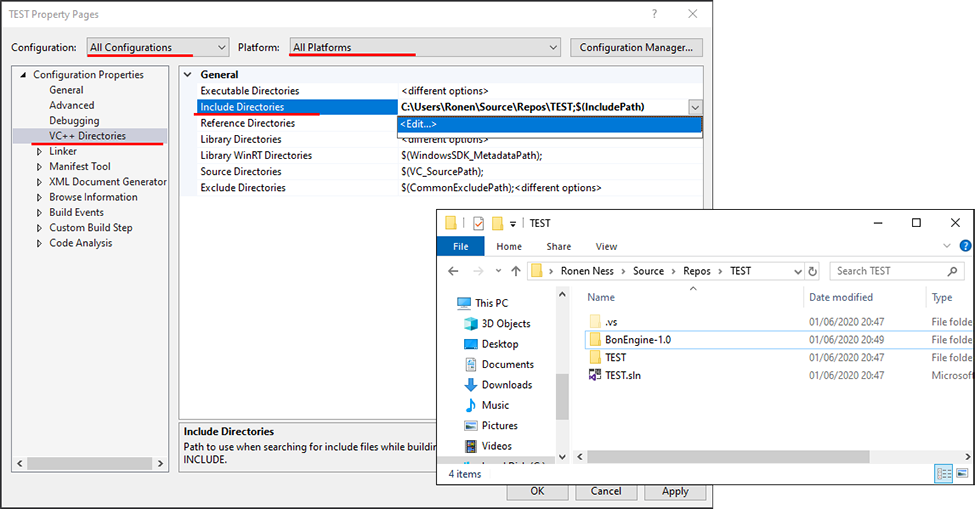 TEST Property Pages
?
Configuration: All Configurations Platform: All Platforms Configuration Manager...
Configuration Properties
General
Advanced
Debugging
VC++ Directories
Linker
Manifest Tool
XML Document Generator
Browse Information
Build Events
Custom Build Step
Code Analysis
General
Executable Directories <different options>
Include Directories C:\Users\Ronen\Source\Repos\TEST;$(IncludePath)
Reference Directories <Edit...>
Library Directories <different options>
Library WinRT Directories $(WindowsSDK_MetadataPath);
Source Directories $(VC_SourcePath);
Exclude Directories $(CommonExcludePath);<different options>
Include Directories
Path to use when searching for include files while building
INCLUDE.
OK Cancel Apply
TEST
File Home Share View
?
Ronen Ness > Source > Repos > TEST
Search TEST
This PC
3D Objects
Desktop
Documents
Downloads
Music
Pictures
Videos
Name Date modified Type
.vs 01/06/2020 20:47 File folde
BonEngine-1.0 01/06/2020 20:49 File folde
TEST 01/06/2020 20:47 File folde
TEST.sln 01/06/2020 20:47 Microsof
4 items